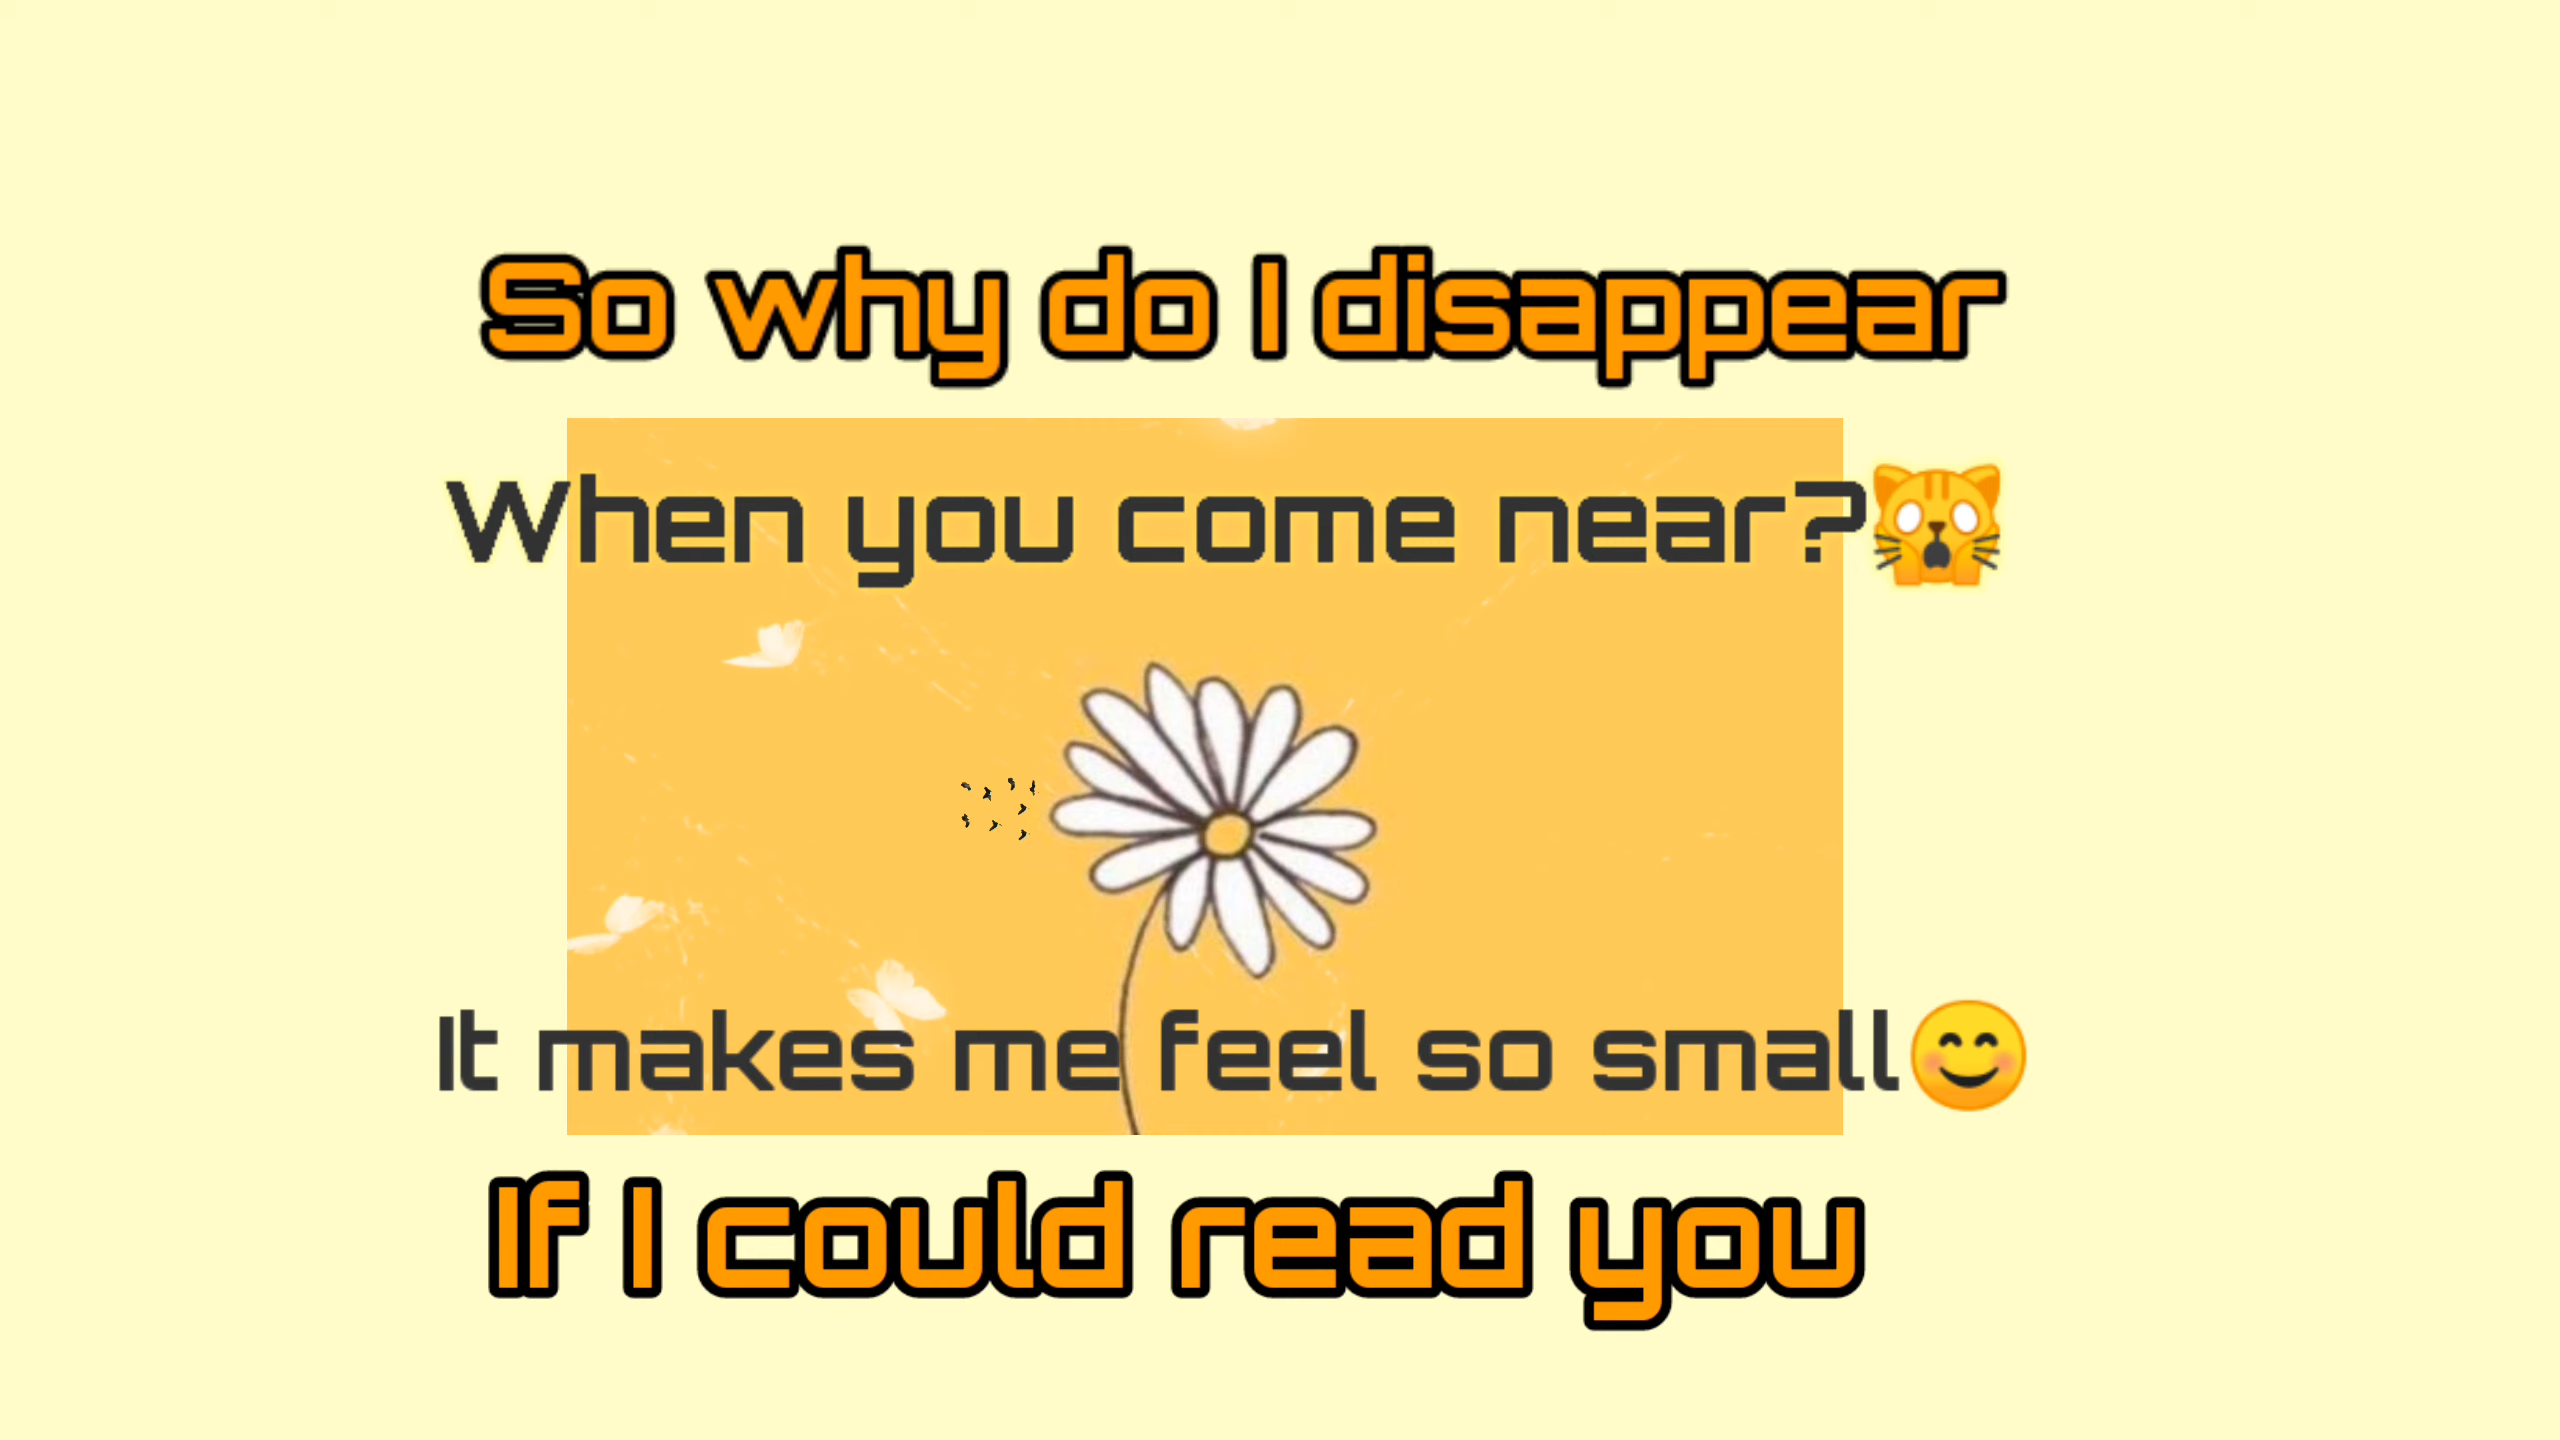 So why do I disappear
When you come near?🙀
It makes me feel so small😊
If I could read you